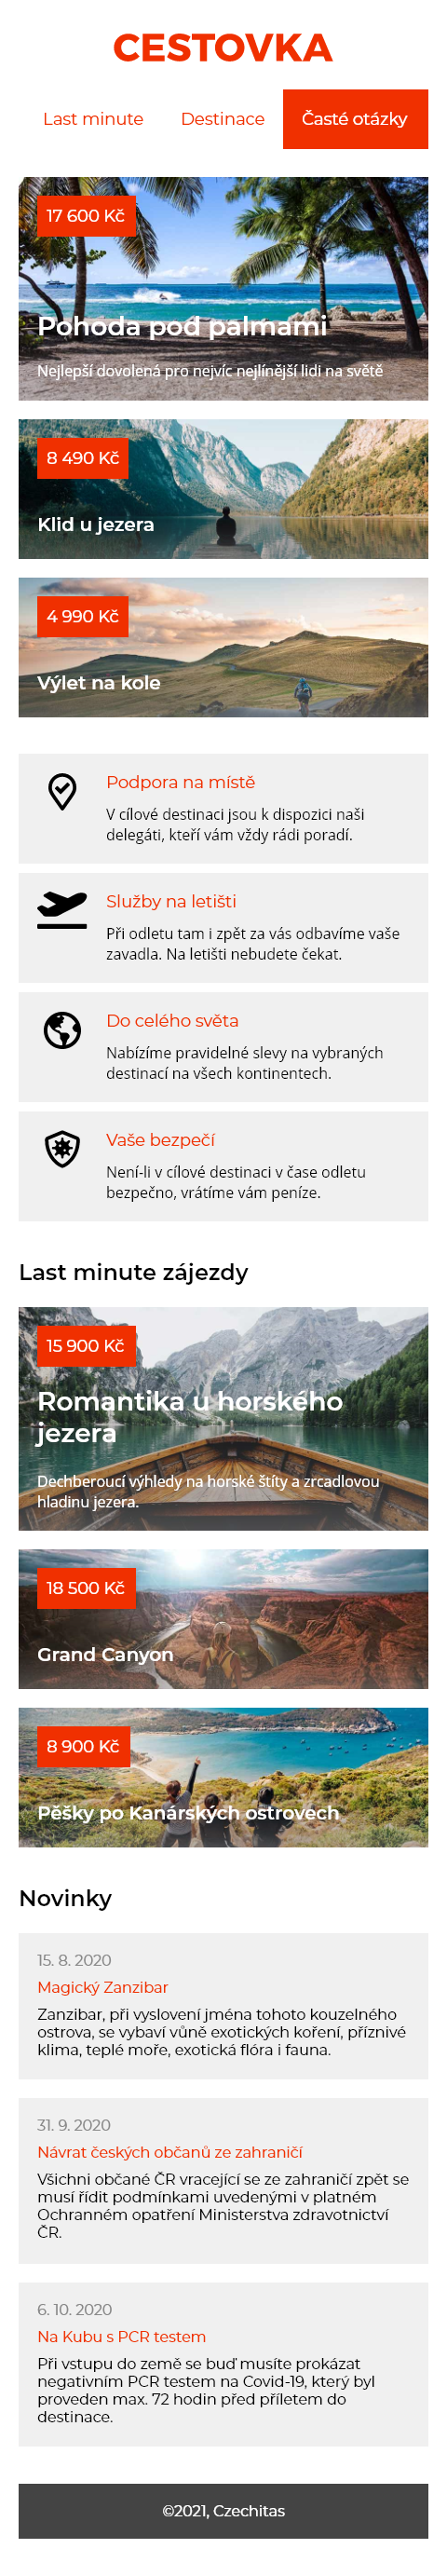 CESTOVKA
Last minute
Destinace
Časté otázky
17 600 Kč
Pohoda pod palmami
Nejlepší dovolená pro nejvíc nejlínější lidi na světě
8 490 Kč
Klid u jezera
4 990 Kč
Výlet na kole
Podpora na místě
V cílové destinaci jsou k dispozici naši
delegáti, kteří vám vždy rádi poradí.
Služby na letišti
Při odletu tam i zpět za vás odbavíme vaše
zavadla. Na letišti nebudete čekat.
Do celého světa
Nabízíme pravidelné slevy na vybraných
destinací na všech kontinentech.
Vaše bezpečí
Není-li v cílové destinaci v čase odletu
bezpečno, vrátíme vám peníze.
Last minute zájezdy
15 900 Kč
Romantika u horského
jezera
Dechberoucí výhledy na horské štíty a zrcadlovou
hladinu jezera.
18 500 Kč
Grand Canyon
8 900 Kč
Pěšky po Kanárských ostrovech
Novinky
15. 8. 2020
Magický Zanzibar
Zanzibar, při vyslovení jména tohoto kouzelného
ostrova, se vybaví vůně exotických koření, příznivé
klima, teplé moře, exotická flóra i fauna.
31. 9. 2020
Návrat českých občanů ze zahraničí
Všichni občané ČR vracející se ze zahraničí zpět se
musí řídit podmínkami uvedenými v platném
Ochranném opatření Ministerstva zdravotnictví
ČR.
6. 10. 2020
Na Kubu s PCR testem
Při vstupu do země se buď musíte prokázat
negativním PCR testem na Covid-19, který byl
proveden max. 72 hodin před příletem do
destinace.
©2021, Czechitas